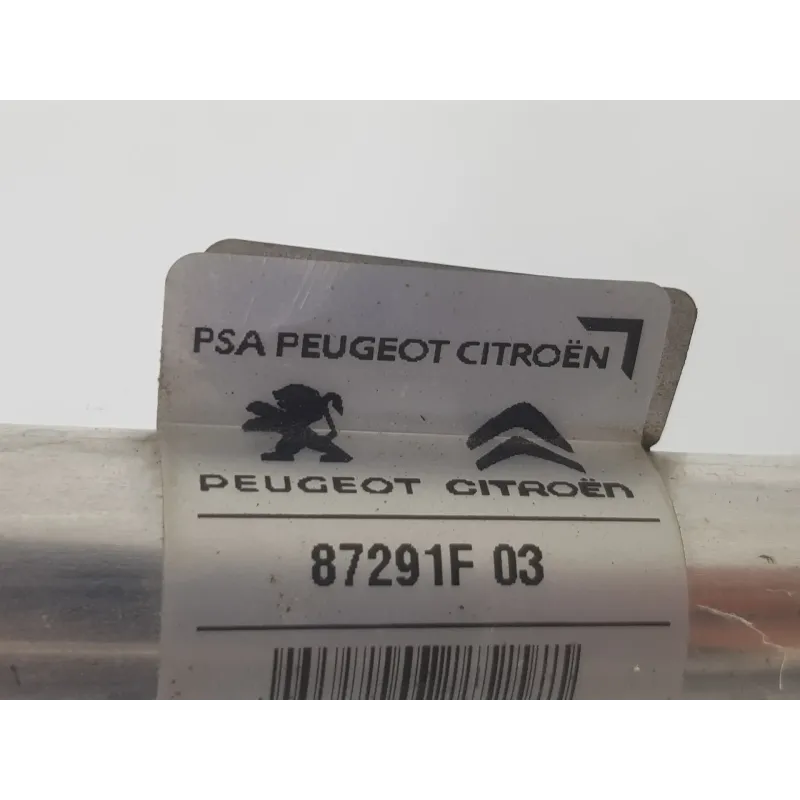 PSA PEUGEOT CITROËN
PEUGEOT CITROËN
87291F 03